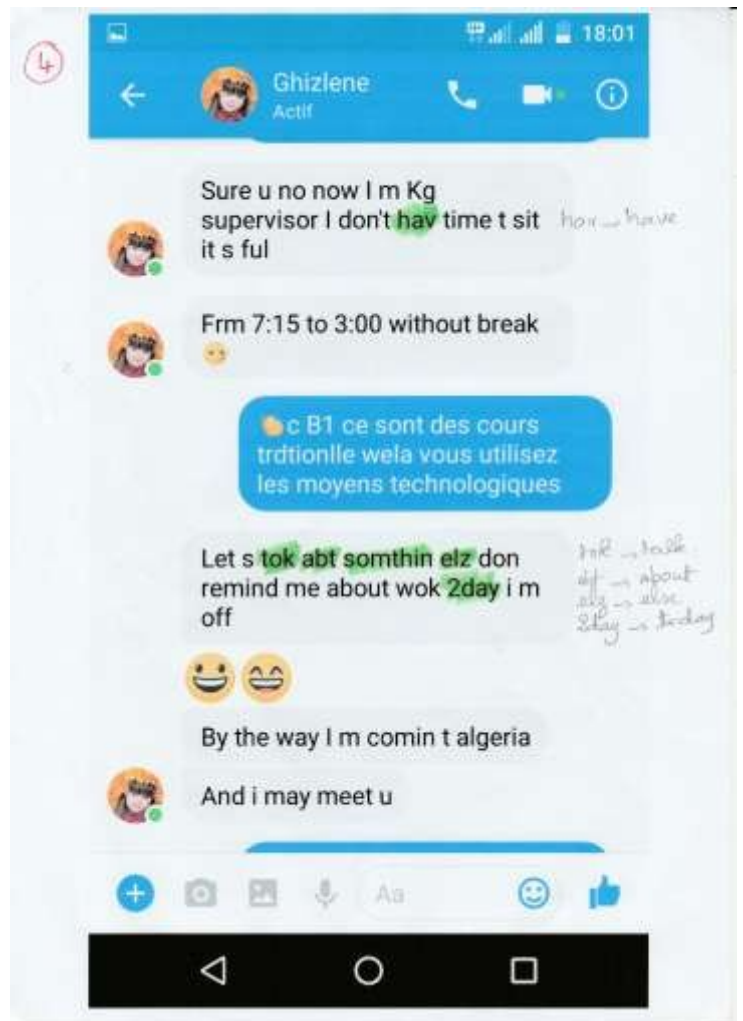 4
18:01
Ghizlene
Actif
Sure u no now I m Kg
supervisor I don't hav time t sit
it s ful
hav → have
Frm 7:15 to 3:00 without break
c B1 ce sont des cours
trdtionlle wela vous utilisez
les moyens technologiques
Let s tok abt somthin elz don
remind me about wok 2day i m
off
tok → talk
abt → about
elz → else
2day → today
By the way I m comin t algeria
And i may meet u
Aa